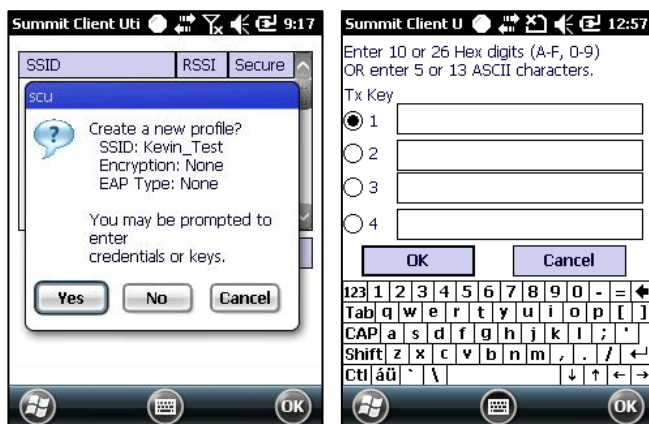 Summit Client Uti 9:17
SSID RSSI Secure
scu
Create a new profile?
SSID: Kevin_Test
Encryption: None
EAP Type: None
You may be prompted to
enter
credentials or keys.
Yes No Cancel
OK
Summit Client U 12:57
Enter 10 or 26 Hex digits (A-F, 0-9)
OR enter 5 or 13 ASCII characters.
Tx Key
1
2
3
4
OK Cancel
123 1 2 3 4 5 6 7 8 9 0 - =
Tab q w e r t y u i o p [ ]
CAP a s d f g h j k l ; '
Shift z x c v b n m , . /
Ctl áü ` \
OK